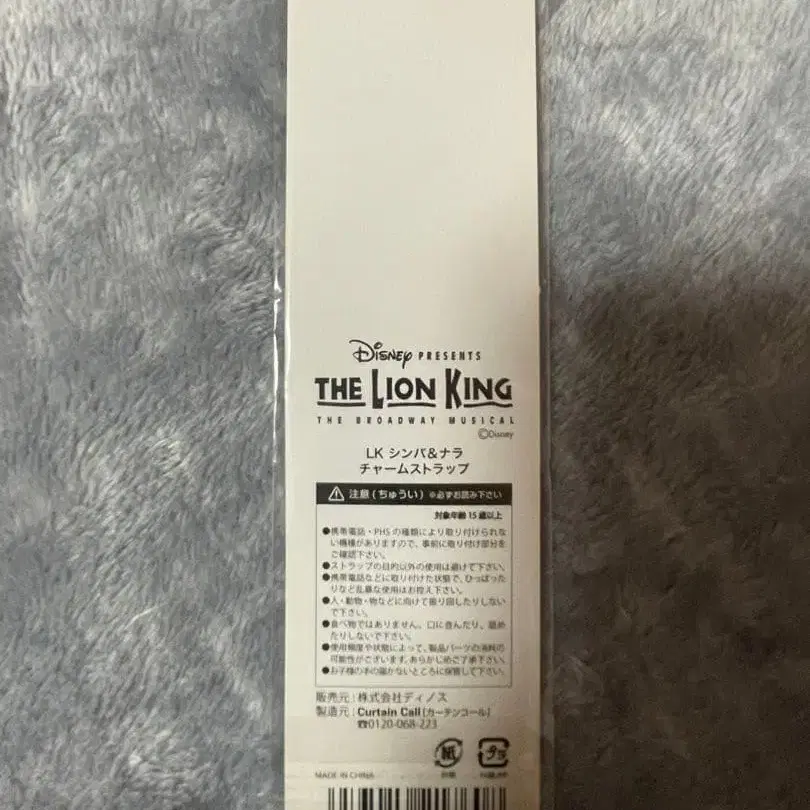 Disney PRESENTS
THE LION KING
THE BROADWAY MUSICAL
©Disney
LK シンバ&ナラ
チャームストラップ
⚠ 注意(ちゅうい) ※必ずお読み下さい
対象年齢 15 歳以上
●携帯電話・PHS の種類により取り付けられな
い機種がありますので、事前に取り付け部分を
ご確認下さい。
●ストラップの目的以外の使用は避けて下さい。
●携帯電話などに取り付けた状態で、ひっぱった
りなど乱暴な使用はお控え下さい。
●人・動物・物などに向けて振り回したりしない
で下さい。
●食べ物ではありません。口に含んだり、舐め
たりしないで下さい。
●使用頻度や状態によって、製品パーツの消耗の
可能性がございます。あらかじめご了承下さい。
●お子様の手の届かないところに保管して下さい。
販売元:株式会社ディノス
製造元:Curtain Call[カーテンコール]
☎0120-068-223
紙 プラ
MADE IN CHINA